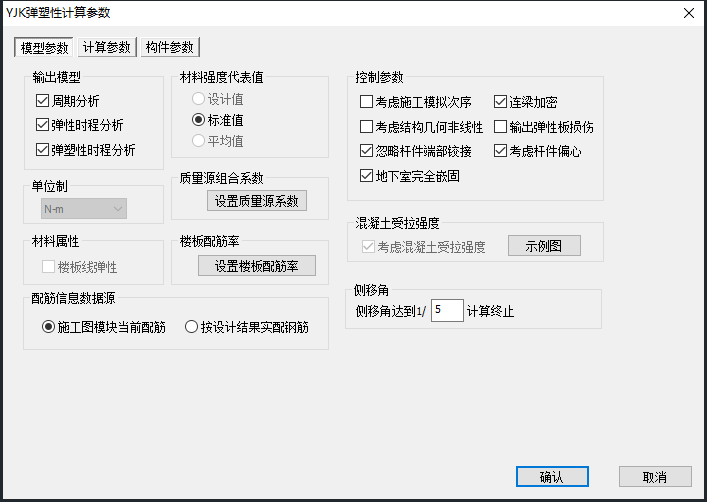 YJK弹塑性计算参数
模型参数 计算参数 构件参数
输出模型
周期分析
弹性时程分析
弹塑性时程分析
单位制
N-m
材料属性
楼板线弹性
配筋信息数据源
施工图模块当前配筋 按设计结果实配钢筋
材料强度代表值
设计值
标准值
平均值
质量源组合系数
设置质量源系数
楼板配筋率
设置楼板配筋率
控制参数
考虑施工模拟次序 连梁加密
考虑结构几何非线性 输出弹性板损伤
忽略杆件端部铰接 考虑杆件偏心
地下室完全嵌固
混凝土受拉强度
考虑混凝土受拉强度 示例图
侧移角
侧移角达到1/ 5 计算终止
确认 取消